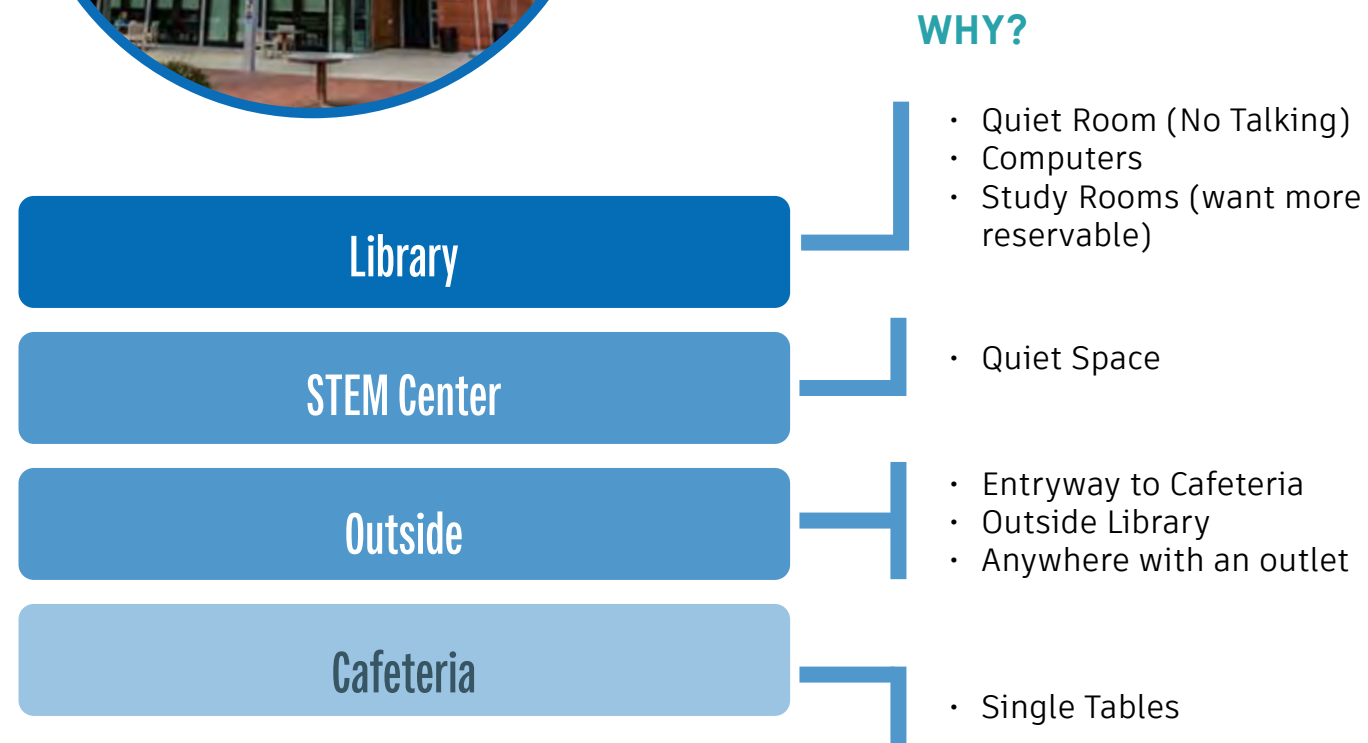 WHY?
Library
• Quiet Room (No Talking)
• Computers
• Study Rooms (want more
reservable)
STEM Center
• Quiet Space
Outside
• Entryway to Cafeteria
• Outside Library
• Anywhere with an outlet
Cafeteria
• Single Tables